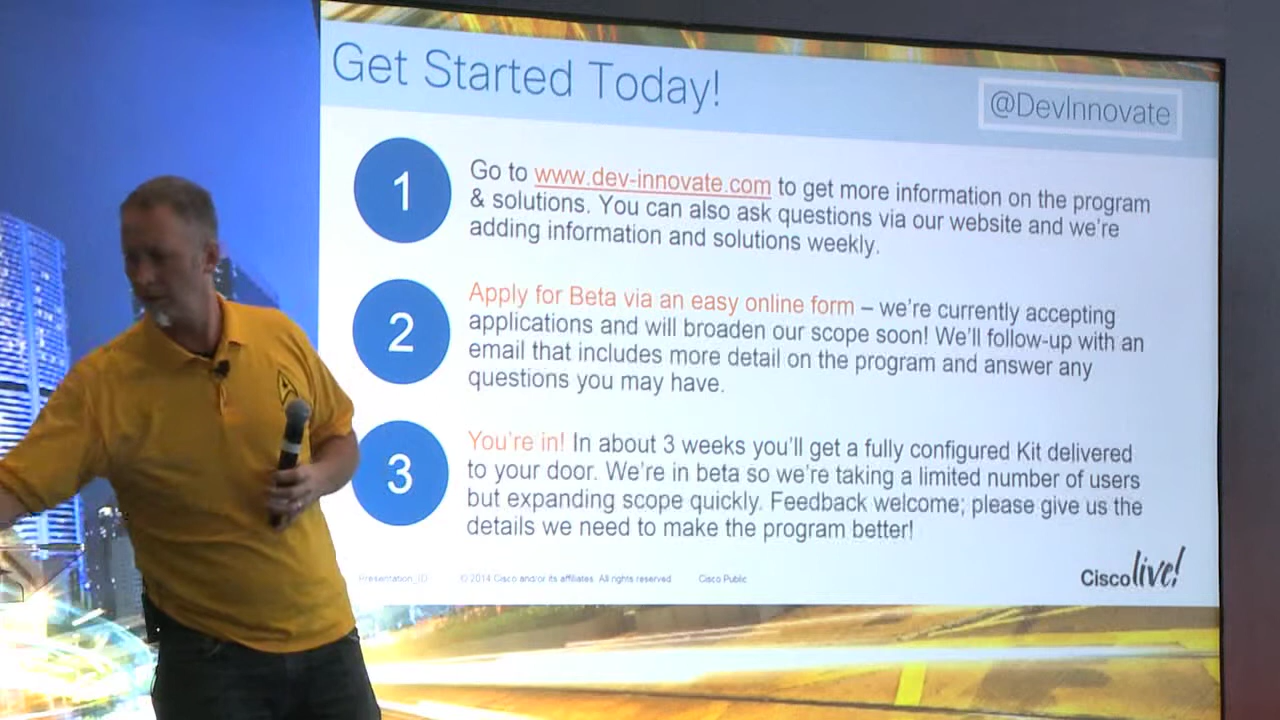 Get Started Today!
@DevInnovate
1
Go to www.dev-innovate.com to get more information on the program
& solutions. You can also ask questions via our website and we're
adding information and solutions weekly.
2
Apply for Beta via an easy online form – we're currently accepting
applications and will broaden our scope soon! We'll follow-up with an
email that includes more detail on the program and answer any
questions you may have.
3
You're in! In about 3 weeks you'll get a fully configured Kit delivered
to your door. We're in beta so we're taking a limited number of users
but expanding scope quickly. Feedback welcome; please give us the
details we need to make the program better!
Presentation_ID © 2014 Cisco and/or its affiliates. All rights reserved. Cisco Public
Cisco live!